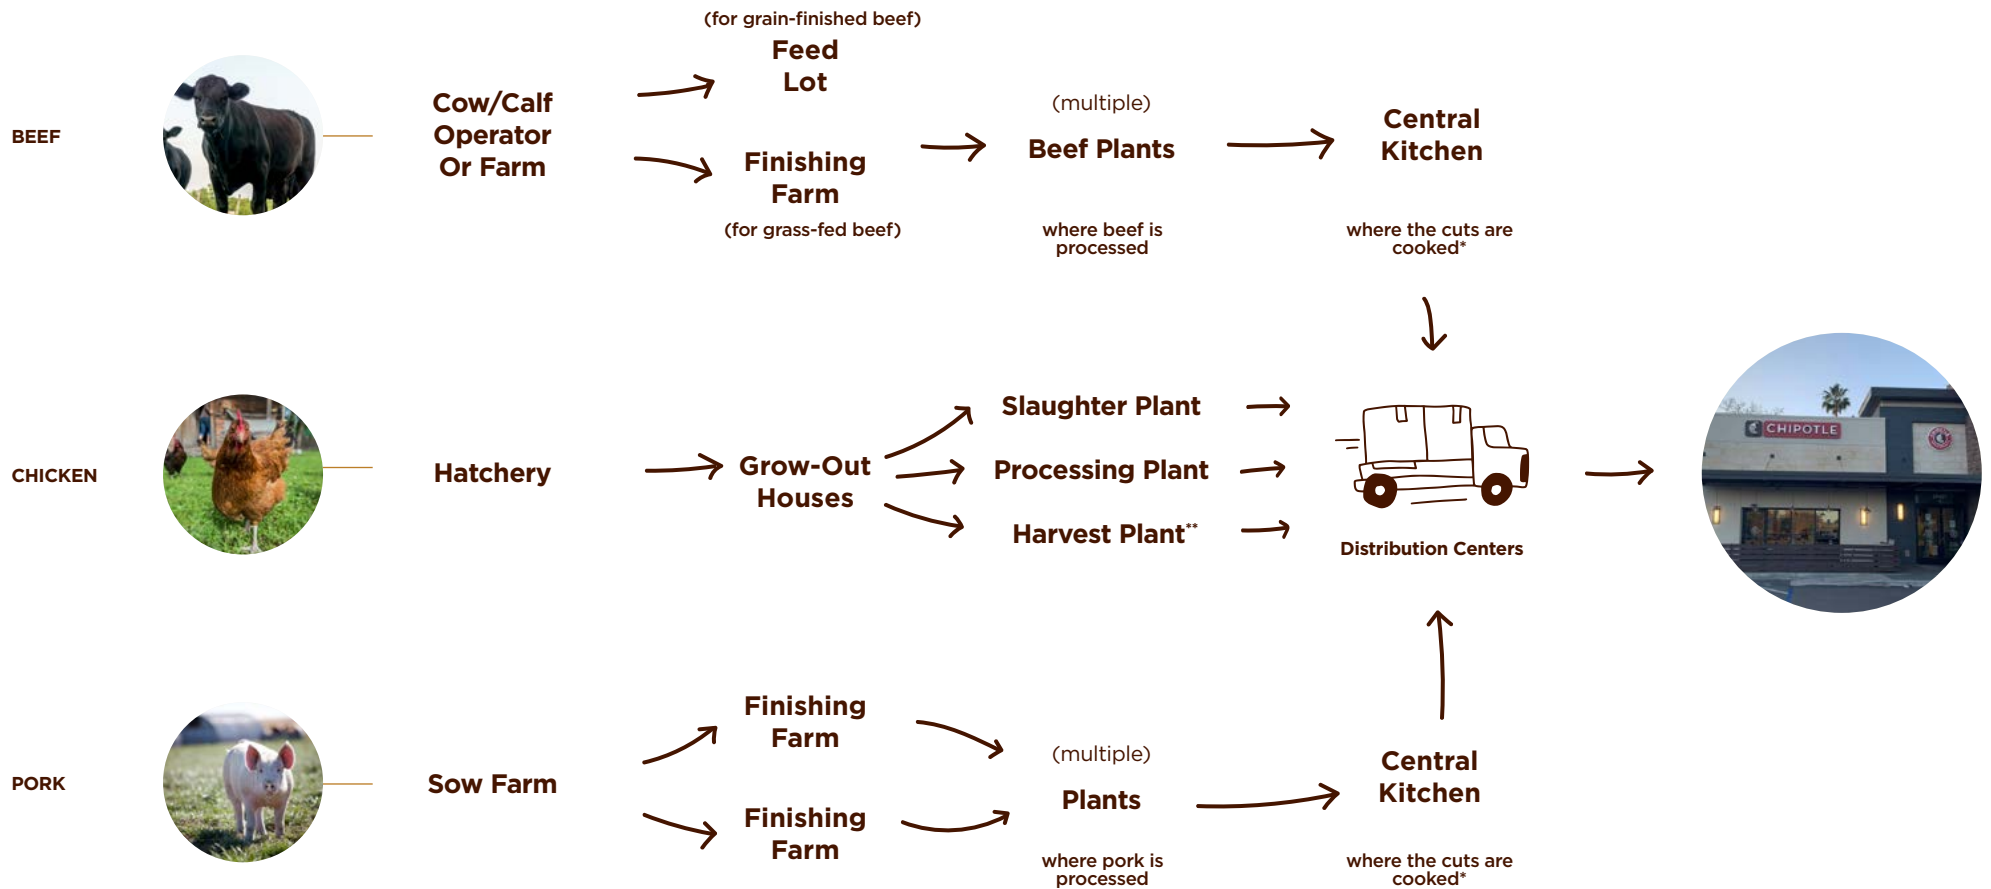 BEEF
Cow/Calf
Operator
Or Farm
(for grain-finished beef)
Feed
Lot
Finishing
Farm
(for grass-fed beef)
(multiple)
Beef Plants
where beef is
processed
Central
Kitchen
where the cuts are
cooked*
CHICKEN
Hatchery
Grow-Out
Houses
Slaughter Plant
Processing Plant
Harvest Plant**
Distribution Centers
CHIPOTLE
PORK
Sow Farm
Finishing
Farm
Finishing
Farm
(multiple)
Plants
where pork is
processed
Central
Kitchen
where the cuts are
cooked*